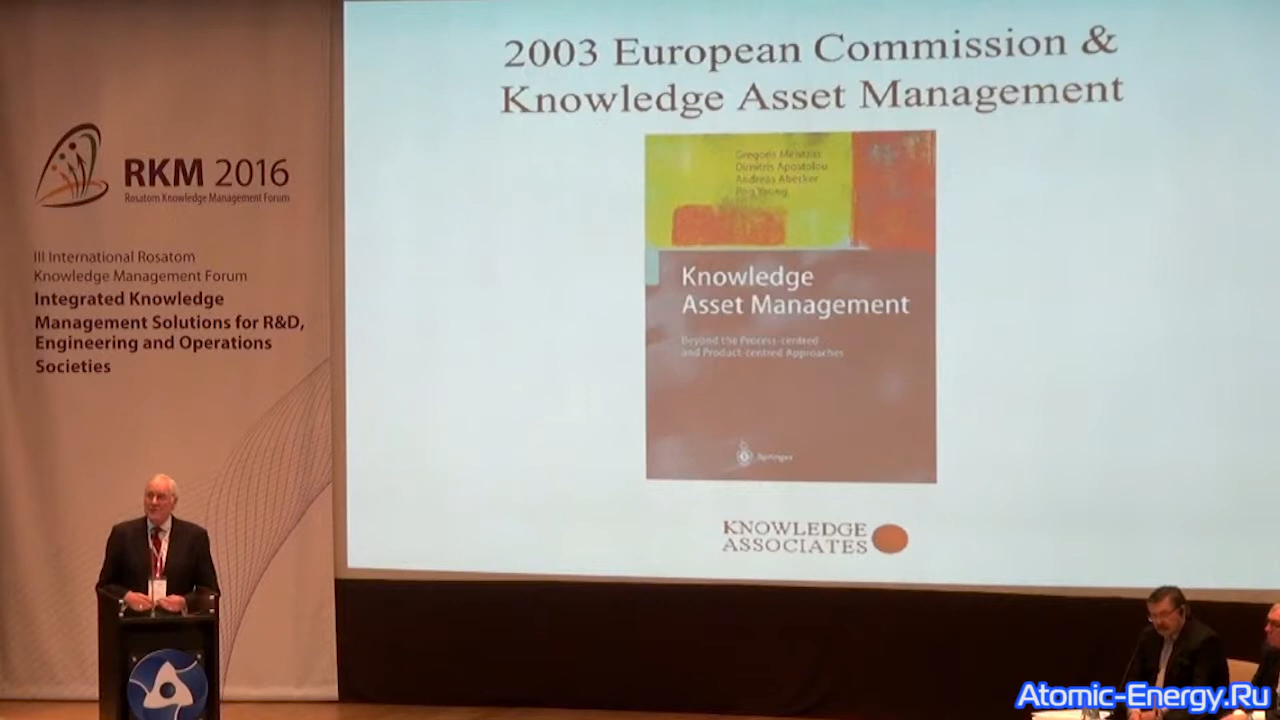 RKM 2016
Rosatom Knowledge Management Forum
III International Rosatom
Knowledge Management Forum
Integrated Knowledge
Management Solutions for R&D,
Engineering and Operations
Societies
2003 European Commission &
Knowledge Asset Management
Gregoris Mentzas
Dimitris Apostolou
Andreas Abecker
Ron Young
Knowledge
Asset Management
Beyond the Process-centred
and Product-centred Approaches
Springer
KNOWLEDGE
ASSOCIATES
Atomic-Energy.Ru